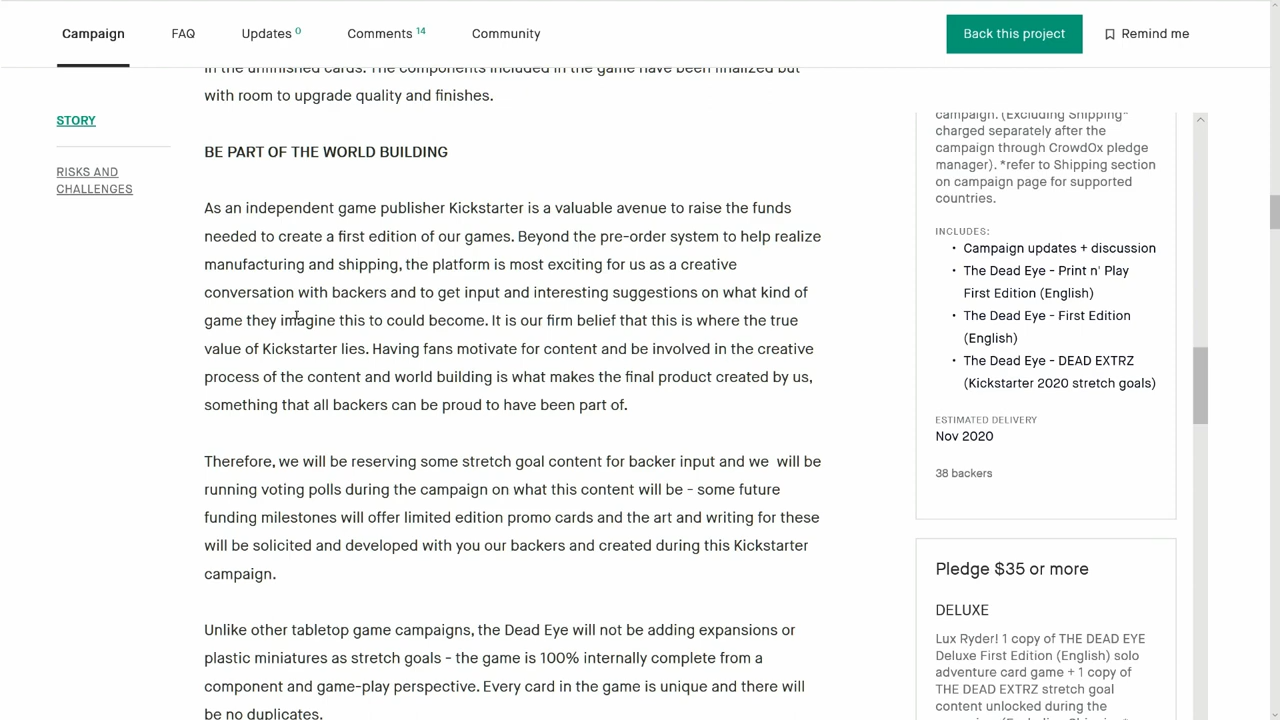 Campaign FAQ Updates 0 Comments 14 Community Back this project Remind me
in the unfinished cards. The components included in the game have been finalized but
with room to upgrade quality and finishes.
STORY
RISKS AND
CHALLENGES
BE PART OF THE WORLD BUILDING
As an independent game publisher Kickstarter is a valuable avenue to raise the funds
needed to create a first edition of our games. Beyond the pre-order system to help realize
manufacturing and shipping, the platform is most exciting for us as a creative
conversation with backers and to get input and interesting suggestions on what kind of
game they imagine this to could become. It is our firm belief that this is where the true
value of Kickstarter lies. Having fans motivate for content and be involved in the creative
process of the content and world building is what makes the final product created by us,
something that all backers can be proud to have been part of.
Therefore, we will be reserving some stretch goal content for backer input and we will be
running voting polls during the campaign on what this content will be - some future
funding milestones will offer limited edition promo cards and the art and writing for these
will be solicited and developed with you our backers and created during this Kickstarter
campaign.
Unlike other tabletop game campaigns, the Dead Eye will not be adding expansions or
plastic miniatures as stretch goals - the game is 100% internally complete from a
component and game-play perspective. Every card in the game is unique and there will
be no duplicates.
campaign. (Excluding Shipping*
charged separately after the
campaign through CrowdOx pledge
manager). *refer to Shipping section
on campaign page for supported
countries.
INCLUDES:
• Campaign updates + discussion
• The Dead Eye - Print n' Play
First Edition (English)
• The Dead Eye - First Edition
(English)
• The Dead Eye - DEAD EXTRZ
(Kickstarter 2020 stretch goals)
ESTIMATED DELIVERY
Nov 2020
38 backers
Pledge $35 or more
DELUXE
Lux Ryder! 1 copy of THE DEAD EYE
Deluxe First Edition (English) solo
adventure card game + 1 copy of
THE DEAD EXTRZ stretch goal
content unlocked during the